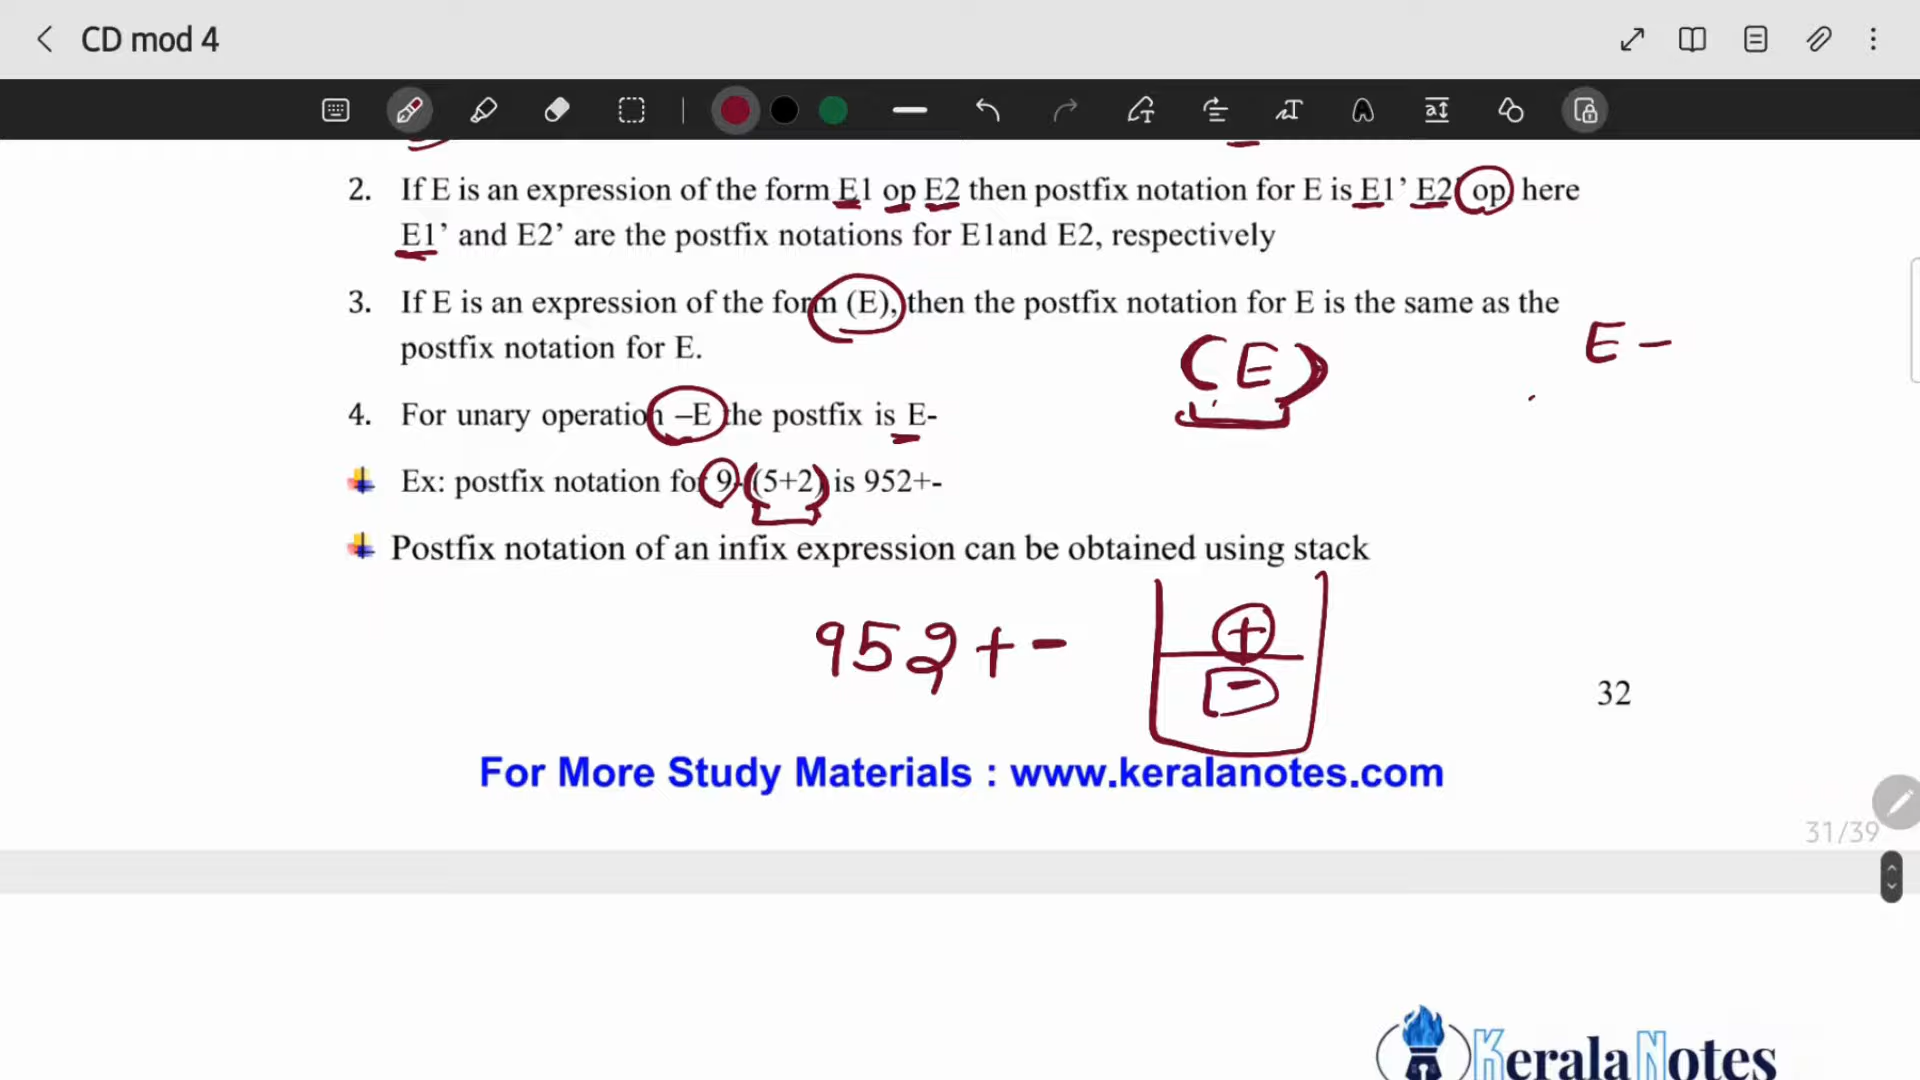 CD mod 4
2. If E is an expression of the form E1 op E2 then postfix notation for E is E1’ E2’ op, here
E1’ and E2’ are the postfix notations for E1and E2, respectively
3. If E is an expression of the form (E), then the postfix notation for E is the same as the
postfix notation for E.
(E)
E –
4. For unary operation –E the postfix is E-
Ex: postfix notation for 9-(5+2) is 952+-
Postfix notation of an infix expression can be obtained using stack
952+-
+
-
32
For More Study Materials : www.keralanotes.com
31/39
KeralaNotes